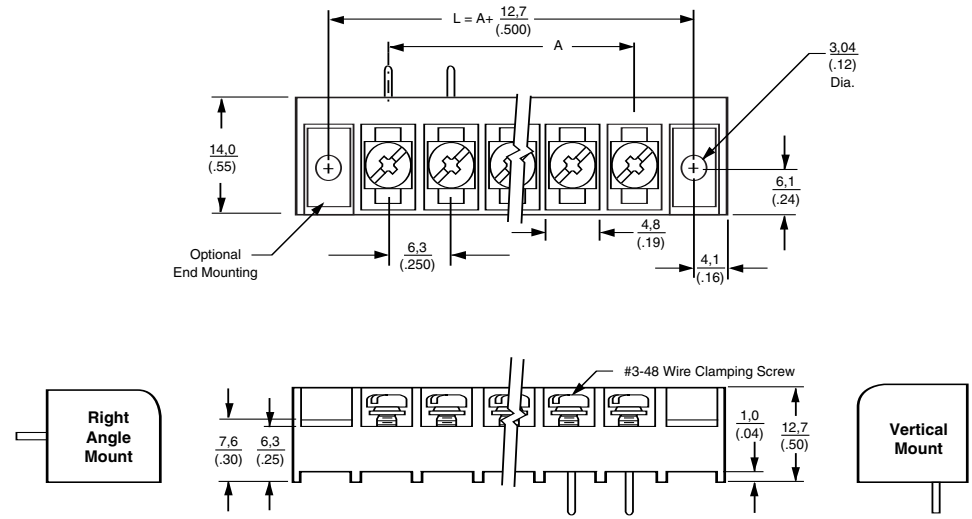 L = A+ 12,7
(.500)
A
3,04
(.12)
Dia.
14,0
(.55)
6,1
(.24)
Optional
End Mounting
6,3
(.250)
4,8
(.19)
4,1
(.16)
#3-48 Wire Clamping Screw
Right
Angle
Mount
7,6
(.30)
6,3
(.25)
1,0
(.04)
12,7
(.50)
Vertical
Mount